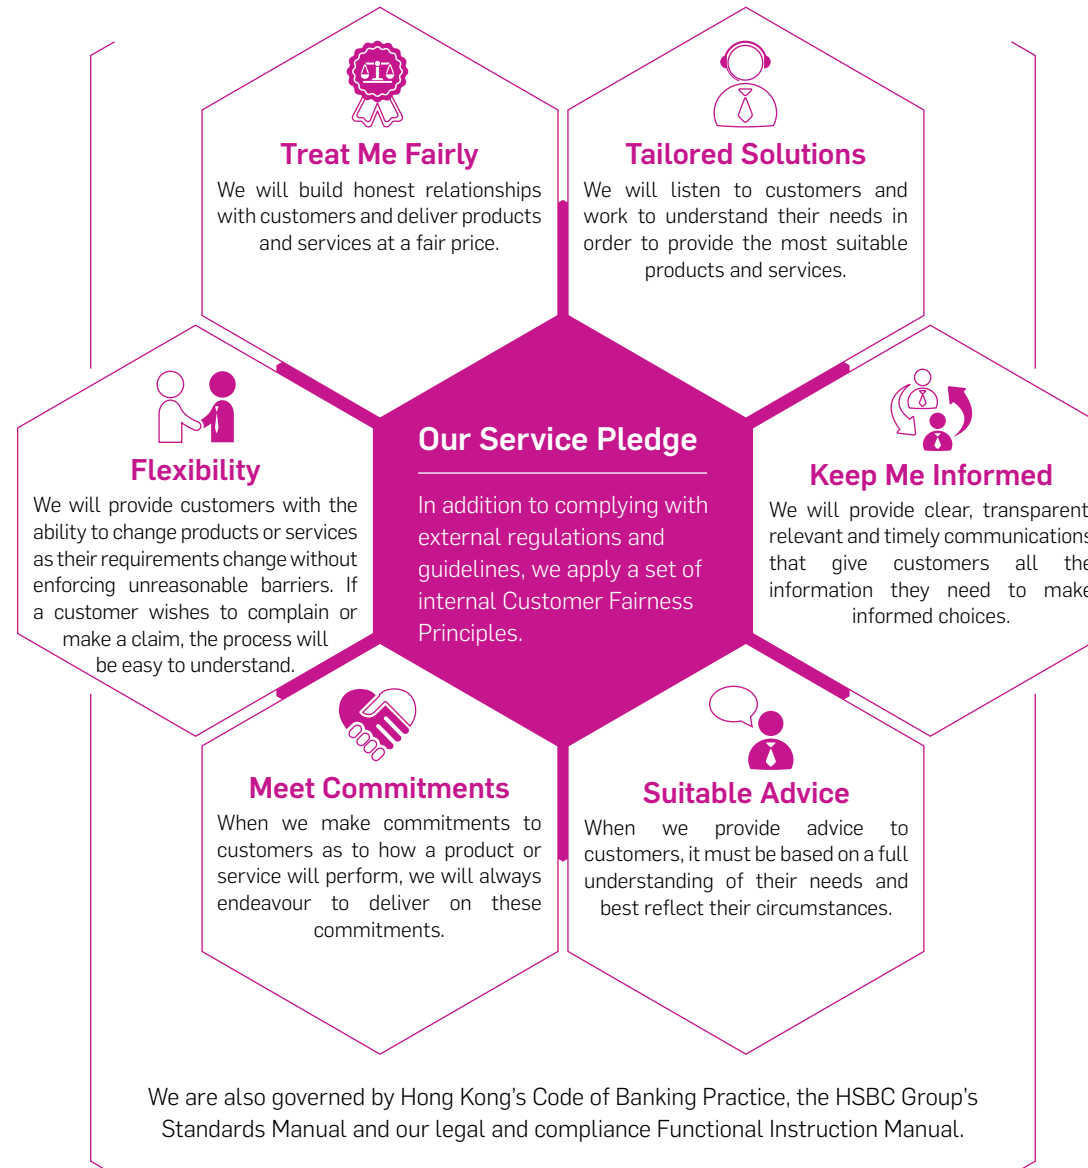 Treat Me Fairly
We will build honest relationships
with customers and deliver products
and services at a fair price.
Tailored Solutions
We will listen to customers and
work to understand their needs in
order to provide the most suitable
products and services.
Flexibility
We will provide customers with the
ability to change products or services
as their requirements change without
enforcing unreasonable barriers. If
a customer wishes to complain or
make a claim, the process will
be easy to understand.
Our Service Pledge
In addition to complying with
external regulations and
guidelines, we apply a set of
internal Customer Fairness
Principles.
Keep Me Informed
We will provide clear, transparent
relevant and timely communications
that give customers all the
information they need to make
informed choices.
Meet Commitments
When we make commitments to
customers as to how a product or
service will perform, we will always
endeavour to deliver on these
commitments.
Suitable Advice
When we provide advice to
customers, it must be based on a full
understanding of their needs and
best reflect their circumstances.
We are also governed by Hong Kong's Code of Banking Practice, the HSBC Group's
Standards Manual and our legal and compliance Functional Instruction Manual.